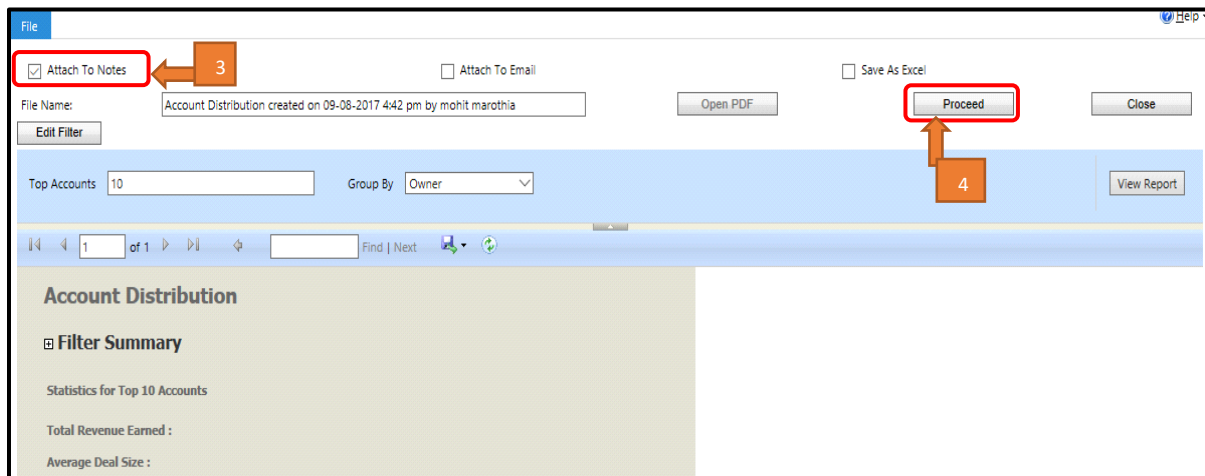 File Help
Attach To Notes 3 Attach To Email Save As Excel
File Name: Account Distribution created on 09-08-2017 4:42 pm by mohit marothia Open PDF Proceed Close
Edit Filter
Top Accounts 10 Group By Owner 4 View Report
1 of 1 Find | Next
Account Distribution
Filter Summary
Statistics for Top 10 Accounts
Total Revenue Earned :
Average Deal Size :